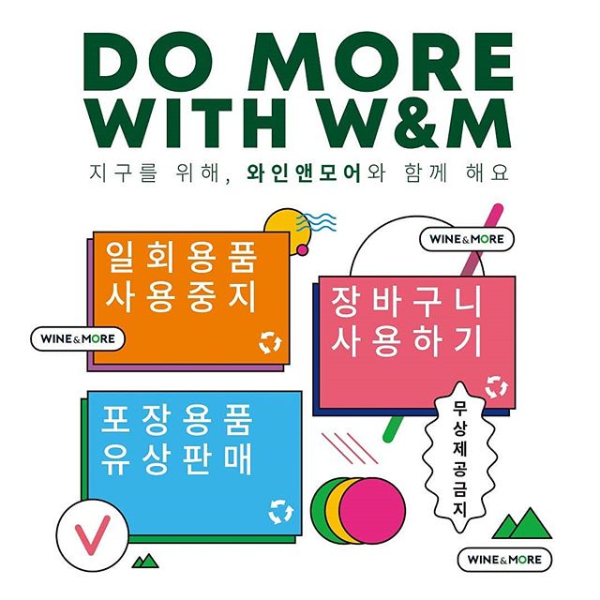 DO MORE
WITH W&M
지구를 위해, 와인앤모어와 함께 해요
WINE&MORE
일회용품
사용중지
장바구니
사용하기
WINE&MORE
포장용품
유상판매
무상제공금지
WINE&MORE